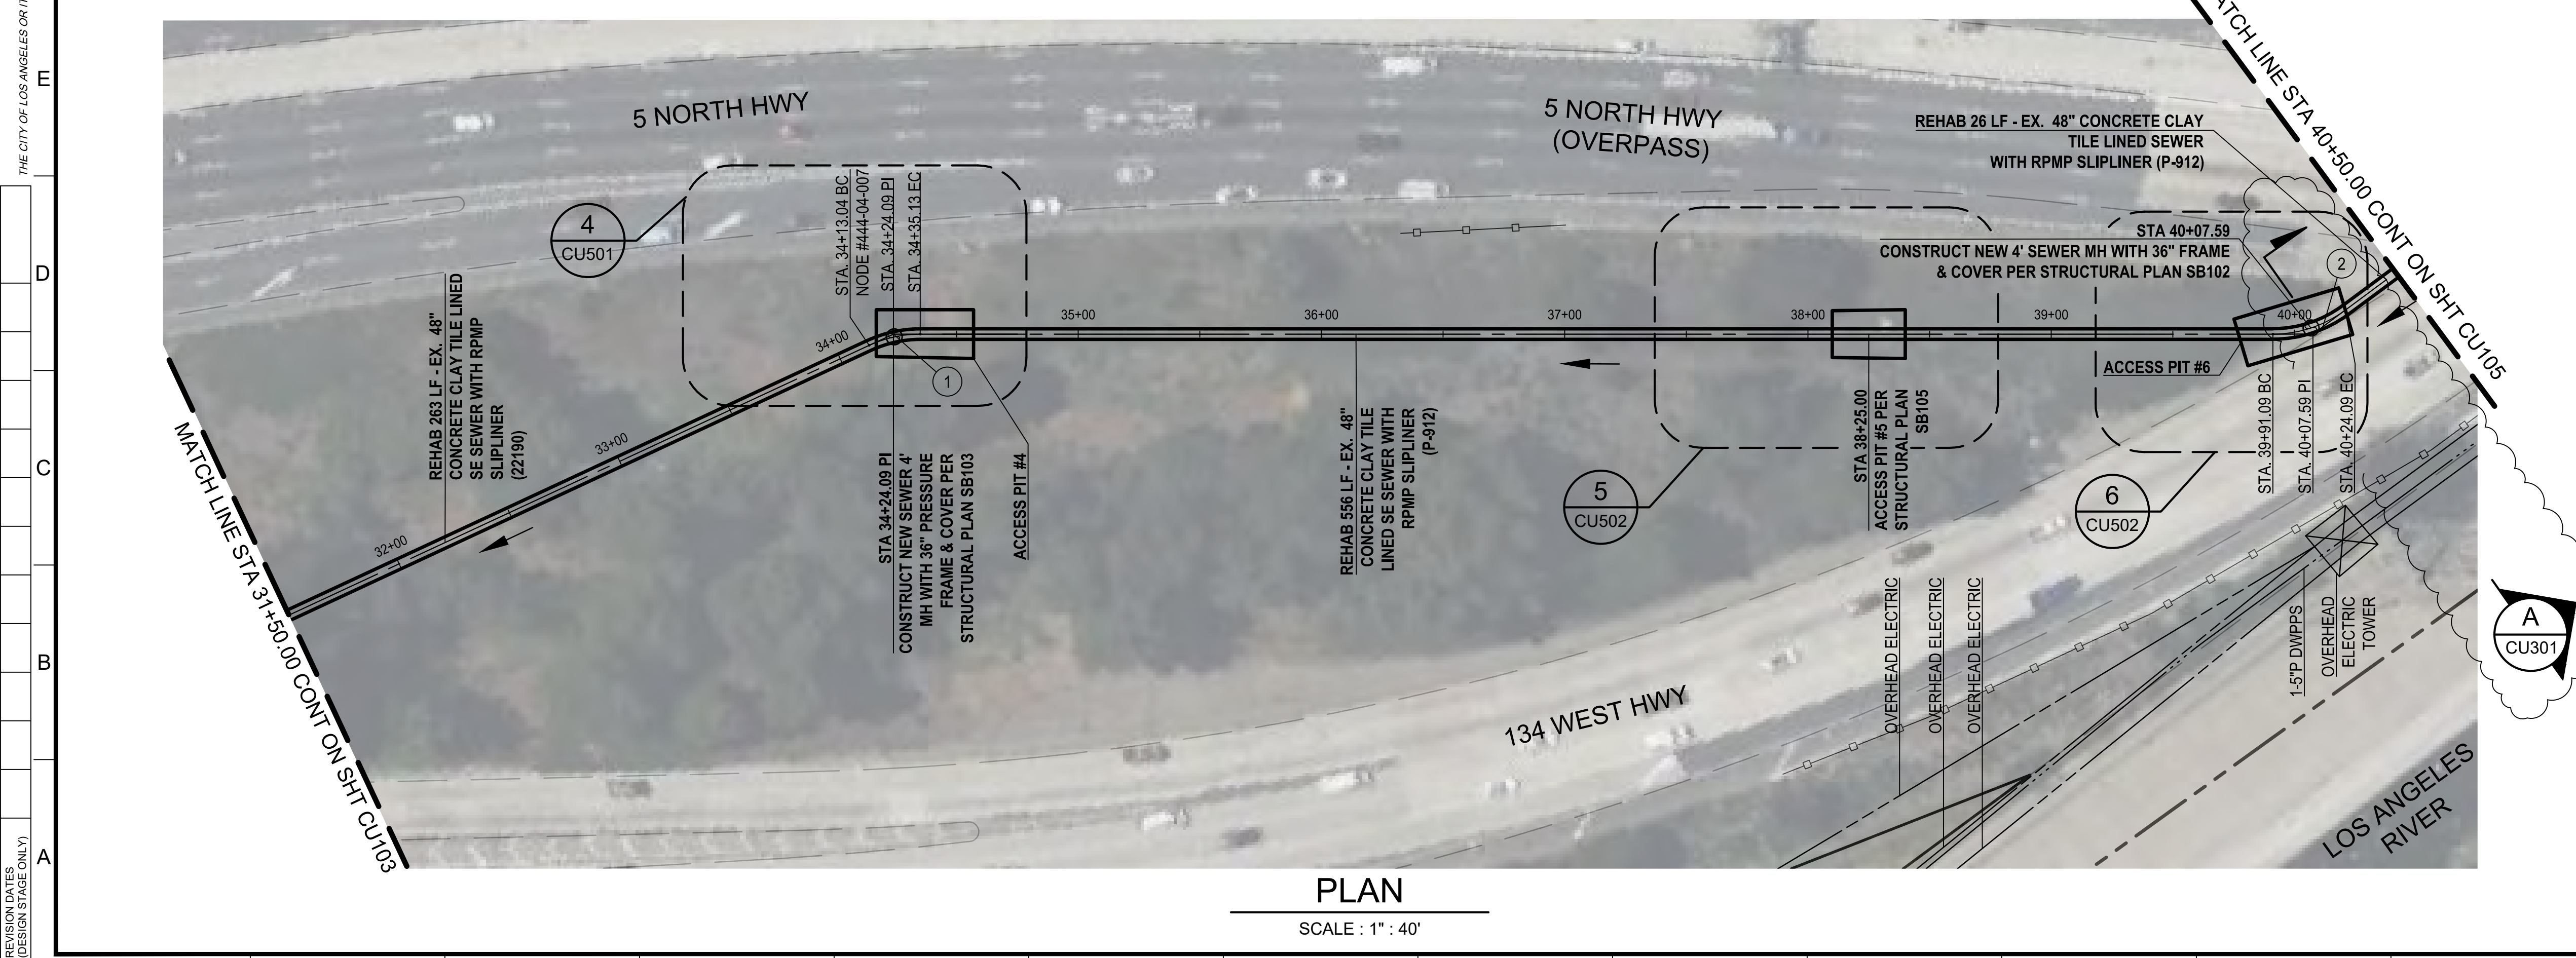 THE CITY OF LOS ANGELES OR IT
REVISION DATES
(DESIGN STAGE ONLY)
E
D
C
B
A
5 NORTH HWY
5 NORTH HWY
(OVERPASS)
MATCH LINE STA 40+50.00 CONT ON SHT CU105
REHAB 26 LF - EX. 48" CONCRETE CLAY
TILE LINED SEWER
WITH RPMP SLIPLINER (P-912)
4
CU501
STA. 34+13.04 BC
NODE #444-04-007
STA. 34+24.09 PI
STA. 34+35.13 EC
STA 40+07.59
CONSTRUCT NEW 4' SEWER MH WITH 36" FRAME
& COVER PER STRUCTURAL PLAN SB102
2
REHAB 263 LF - EX. 48"
CONCRETE CLAY TILE LINED
SE SEWER WITH RPMP
SLIPLINER
(22190)
32+00
33+00
34+00
35+00
36+00
37+00
38+00
39+00
40+00
1
ACCESS PIT #6
MATCH LINE STA 31+50.00 CONT ON SHT CU103
STA 34+24.09 PI
CONSTRUCT NEW SEWER 4'
MH WITH 36" PRESSURE
FRAME & COVER PER
STRUCTURAL PLAN SB103
ACCESS PIT #4
REHAB 556 LF - EX. 48"
CONCRETE CLAY TILE
LINED SE SEWER WITH
RPMP SLIPLINER
(P-912)
5
CU502
STA 38+25.00
ACCESS PIT #5 PER
STRUCTURAL PLAN
SB105
6
CU502
STA. 39+91.09 BC
STA. 40+07.59 PI
STA. 40+24.09 EC
134 WEST HWY
OVERHEAD ELECTRIC
OVERHEAD ELECTRIC
OVERHEAD ELECTRIC
1-5"P DWPPS
OVERHEAD
ELECTRIC
TOWER
A
CU301
LOS ANGELES
RIVER
PLAN
SCALE : 1" : 40'